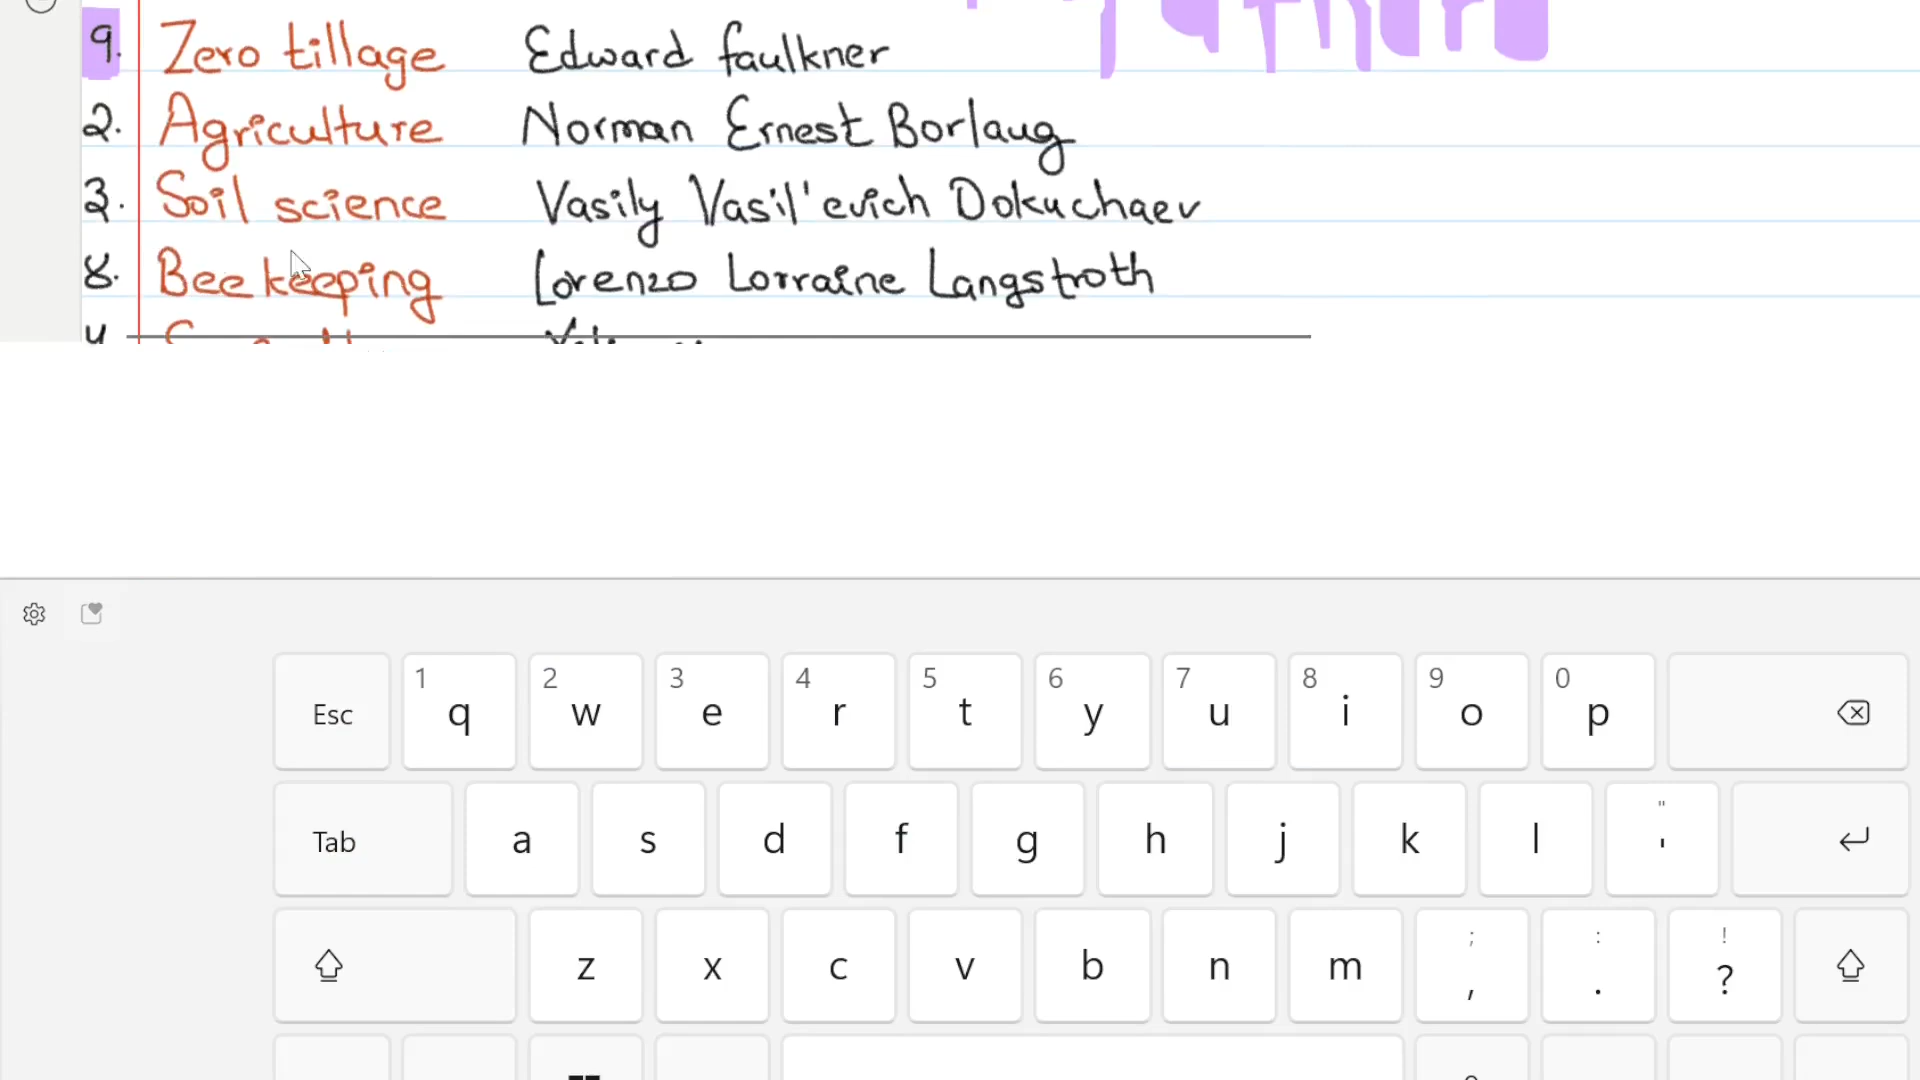 9. Zero tillage Edward faulkner
2. Agriculture Norman Ernest Borlaug
3. Soil science Vasily Vasil'evich Dokuchaev
8. Bee keeping Lorenzo Lorraine Langstroth
4
Esc 1 q 2 w 3 e 4 r 5 t 6 y 7 u 8 i 9 o 0 p
Tab a s d f g h j k l " '
z x c v b n m ; , : . ! ?